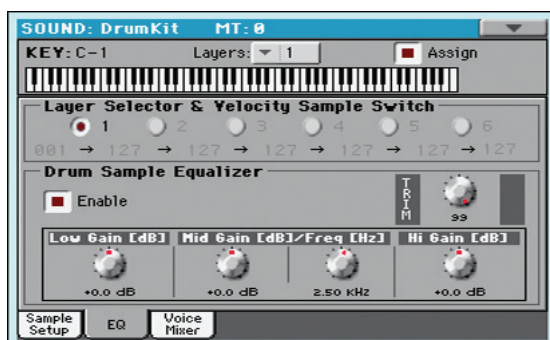 SOUND: DrumKit MT: 0
KEY: C-1 Layers: 1 Assign
Layer Selector & Velocity Sample Switch
1 2 3 4 5 6
001 → 127 → 127 → 127 → 127 → 127 → 127
Drum Sample Equalizer
Enable
TRIM
99
Low Gain [dB] Mid Gain [dB]/Freq [Hz] Hi Gain [dB]
+0.0 dB +0.0 dB 2.50 KHz +0.0 dB
Sample Setup EQ Voice Mixer